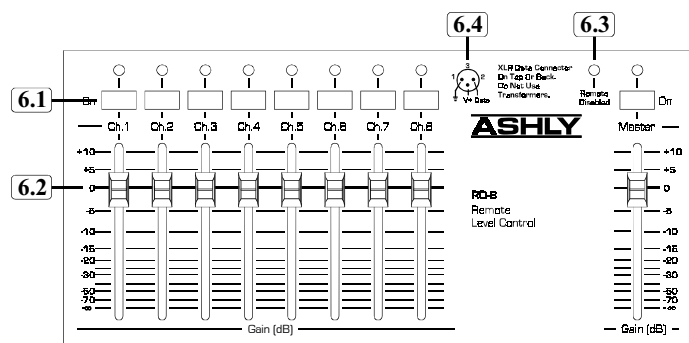 6.4
6.3
6.1
6.2
3
1
2
V+ Data
XLR Data Connector
On Top Or Back.
Do Not Use
Transformers.
Remote
Disabled
On
On
Ch.1 Ch.2 Ch.3 Ch.4 Ch.5 Ch.6 Ch.7 Ch.8
ASHLY
Master
+10
+5
0
-5
-10
-15
-20
-30
-50
-70
-∞
RD-8
Remote
Level Control
+10
+5
0
-5
-10
-15
-20
-30
-50
-70
-∞
Gain (dB)
Gain (dB)